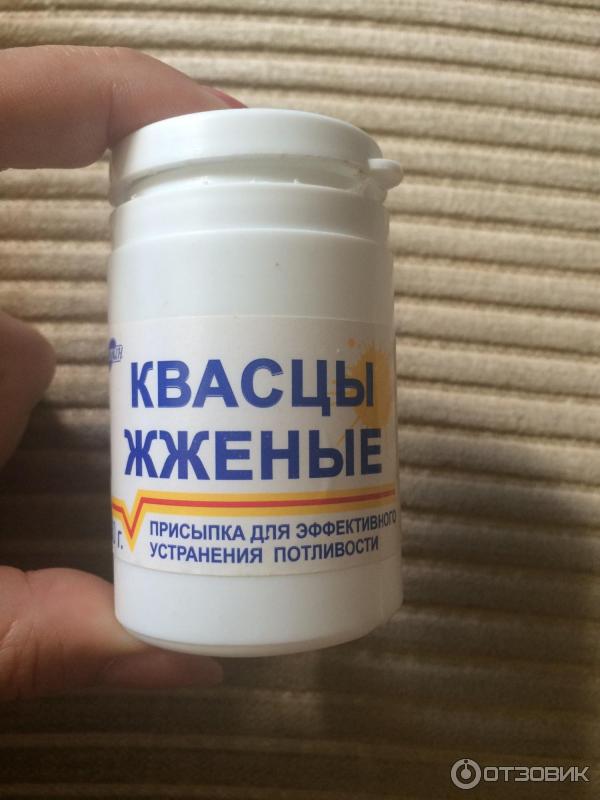 КВАСЦЫ
ЖЖЕНЫЕ
г.
ПРИСЫПКА ДЛЯ ЭФФЕКТИВНОГО
УСТРАНЕНИЯ ПОТЛИВОСТИ
ОТЗОВИК